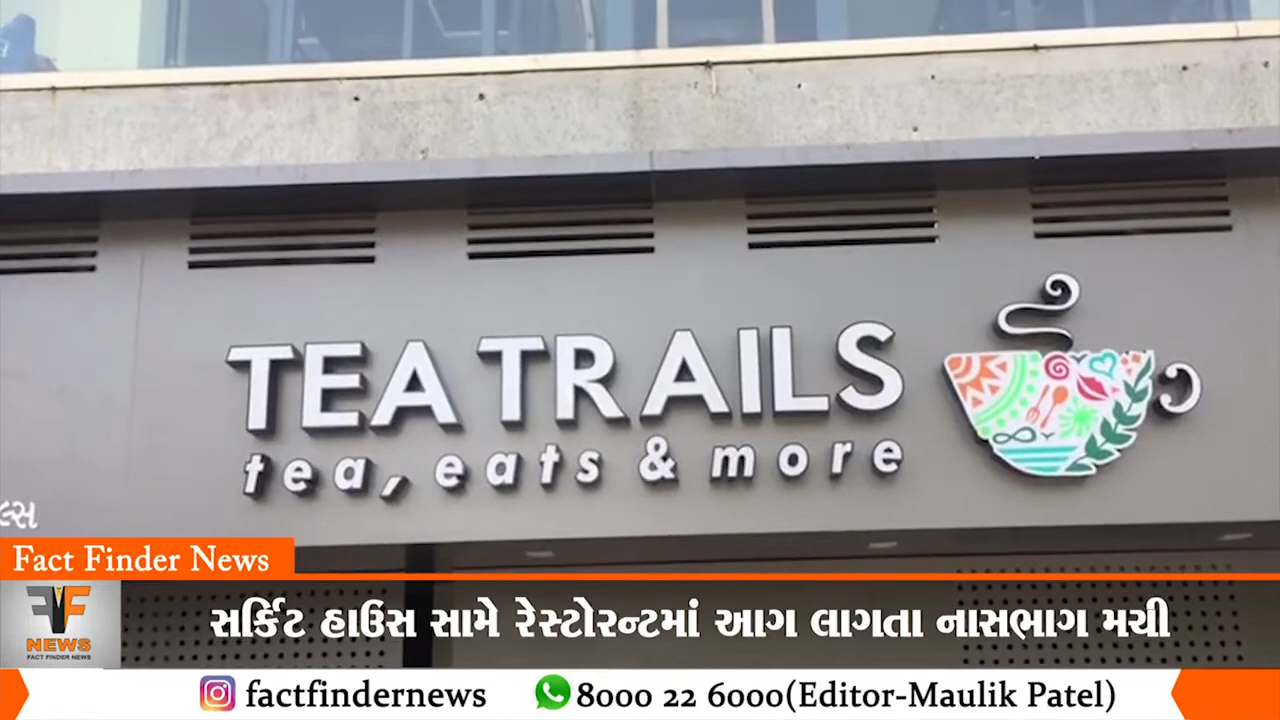 TEA TRAILS
tea, eats & more
લ્સ
Fact Finder News
FF
NEWS
FACT FINDER NEWS
સર્કિટ હાઉસ સામે રેસ્ટોરન્ટમાં આગ લાગતા નાસભાગ મચી
factfindernews
8000 22 6000(Editor-Maulik Patel)